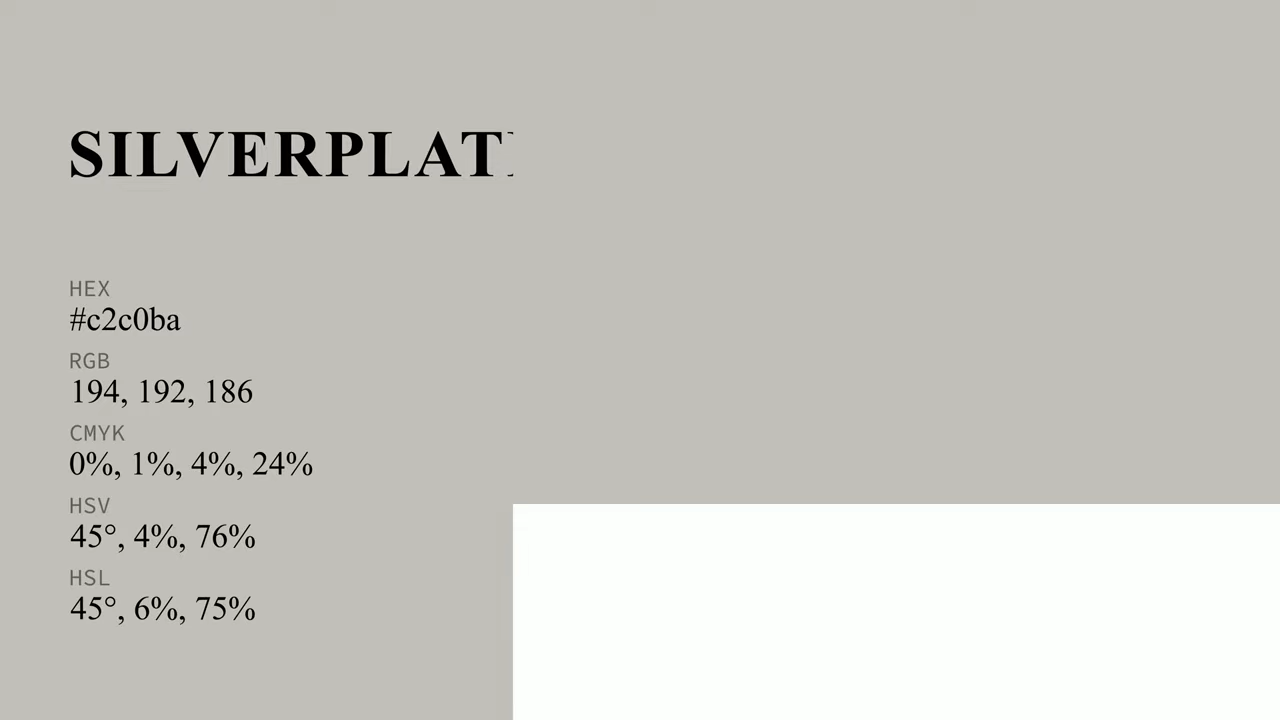 SILVERPLAT
HEX
#c2c0ba
RGB
194, 192, 186
CMYK
0%, 1%, 4%, 24%
HSV
45°, 4%, 76%
HSL
45°, 6%, 75%